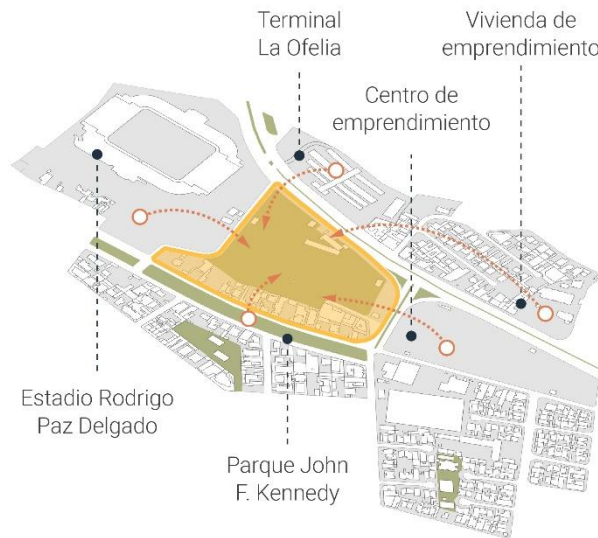 Terminal
La Ofelia
Vivienda de
emprendimiento
Centro de
emprendimiento
Estadio Rodrigo
Paz Delgado
Parque John
F. Kennedy